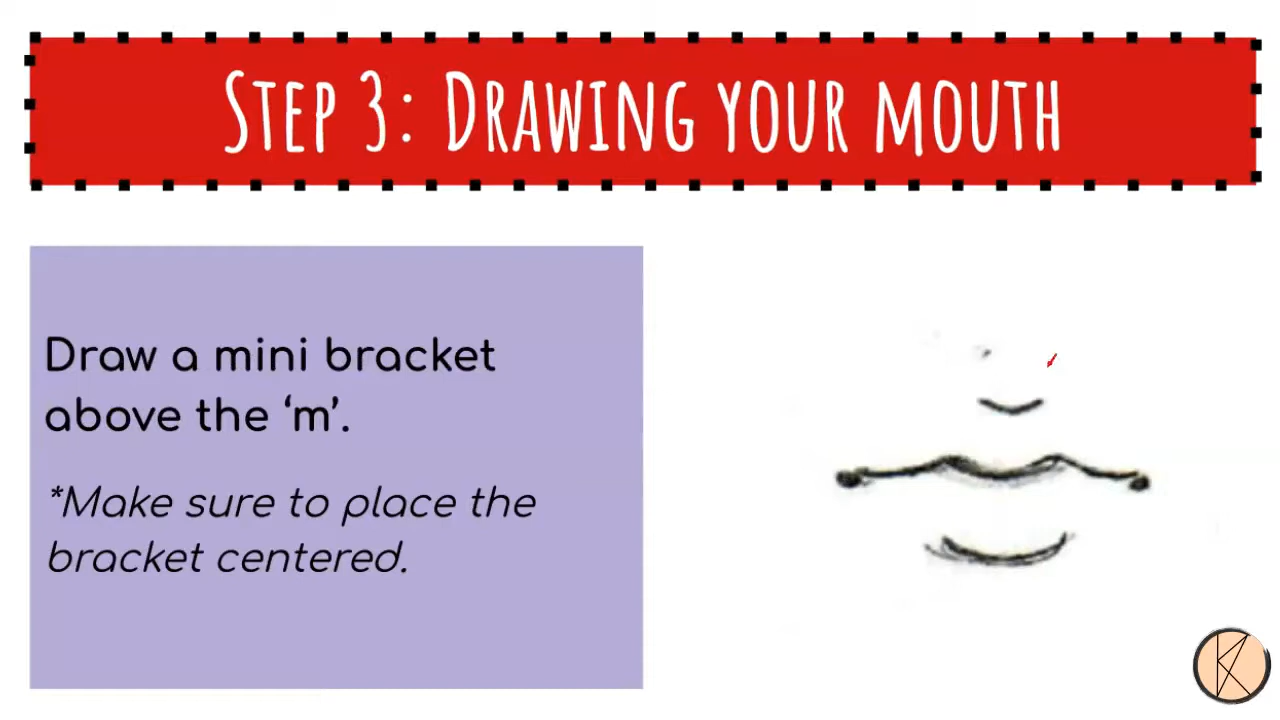 STEP 3: DRAWING YOUR MOUTH
Draw a mini bracket
above the ‘m’.
*Make sure to place the
bracket centered.